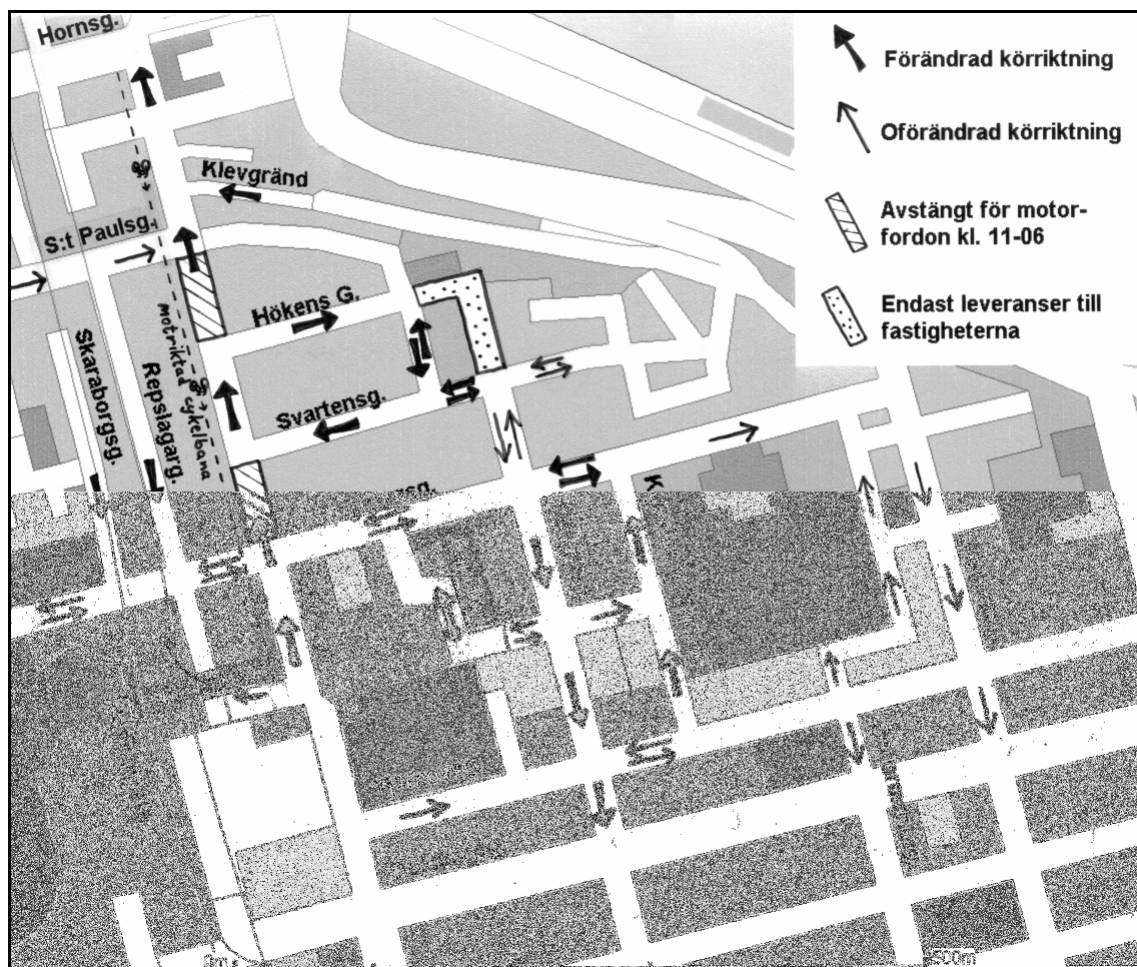 Hornsg.
Förändrad körriktning
Oförändrad körriktning
Klevgränd
Avstängt för motor-
fordon kl. 11-06
S:t Paulsg.
Hökens G.
Endast leveranser till
fastigheterna
motriktad cykelbana
Skaraborgsg.
Repslagarg.
Svartensg.
K
500m